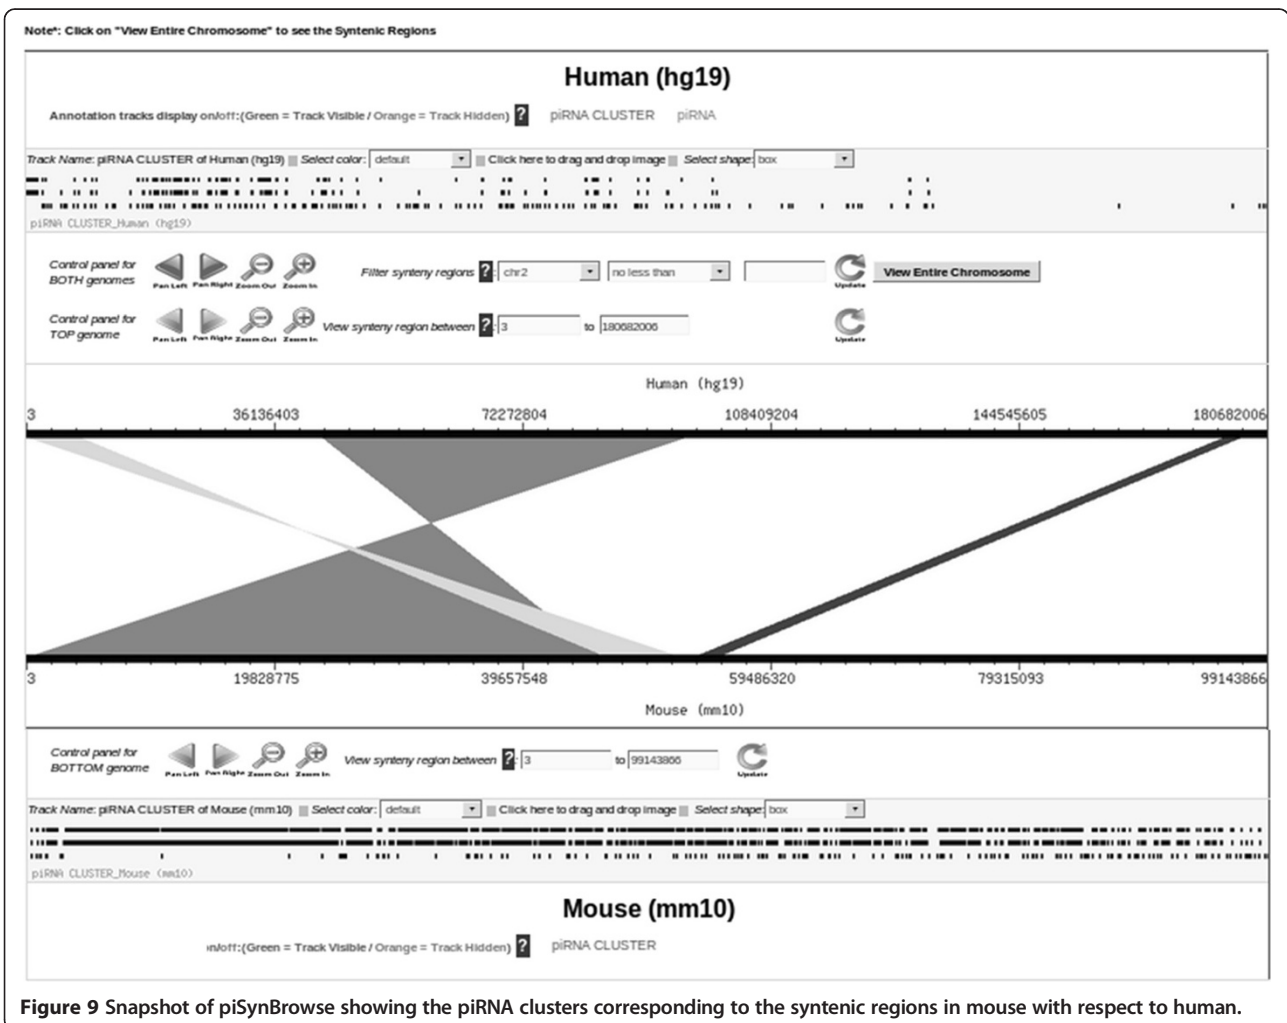 Note*: Click on "View Entire Chromosome" to see the Syntenic Regions
Human (hg19)
Annotation tracks display on/off:(Green = Track Visible / Orange = Track Hidden) ? piRNA CLUSTER piRNA
Track Name: piRNA CLUSTER of Human (hg19) Select color: default Click here to drag and drop image Select shape: box
piRNA CLUSTER_Human (hg19)
Control panel for BOTH genomes Pan Left Pan Right Zoom Out Zoom In Filter synteny regions ?: chr2 no less than Update View Entire Chromosome
Control panel for TOP genome Pan Left Pan Right Zoom Out Zoom In View synteny region between ?: 3 to 180682006 Update
Human (hg19)
3 36136403 72272804 108409204 144545605 180682006
3 19828775 39657548 59486320 79315093 99143866
Mouse (mm10)
Control panel for BOTTOM genome Pan Left Pan Right Zoom Out Zoom In View synteny region between ?: 3 to 99143866 Update
Track Name: piRNA CLUSTER of Mouse (mm10) Select color: default Click here to drag and drop image Select shape: box
piRNA CLUSTER_Mouse (mm10)
Mouse (mm10)
n/off:(Green = Track Visible / Orange = Track Hidden) ? piRNA CLUSTER
Figure 9 Snapshot of piSynBrowse showing the piRNA clusters corresponding to the syntenic regions in mouse with respect to human.